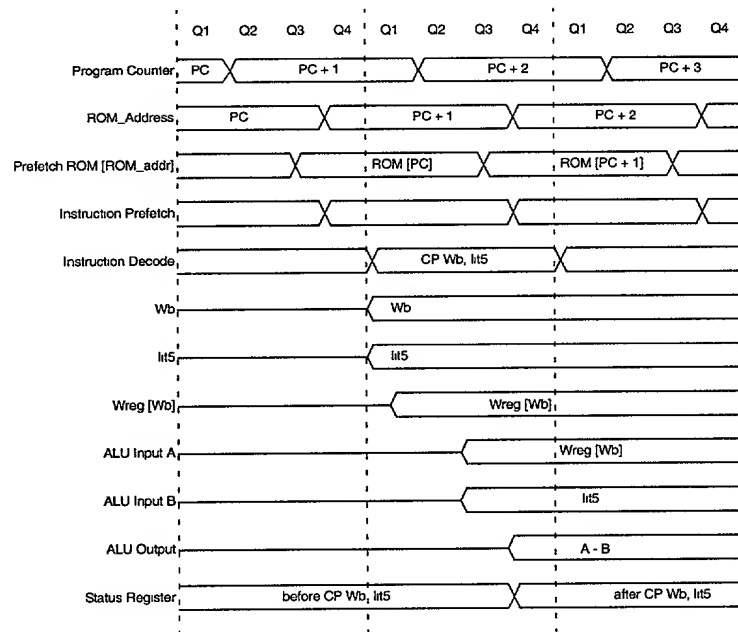 Q1 Q2 Q3 Q4 Q1 Q2 Q3 Q4 Q1 Q2 Q3 Q4
Program Counter PC PC + 1 PC + 2 PC + 3
ROM_Address PC PC + 1 PC + 2
Prefetch ROM [ROM_addr] ROM [PC] ROM [PC + 1]
Instruction Prefetch
Instruction Decode CP Wb, lit5
Wb Wb
lit5 lit5
Wreg [Wb] Wreg [Wb]
ALU Input A Wreg [Wb]
ALU Input B lit5
ALU Output A - B
Status Register before CP Wb, lit5 after CP Wb, lit5